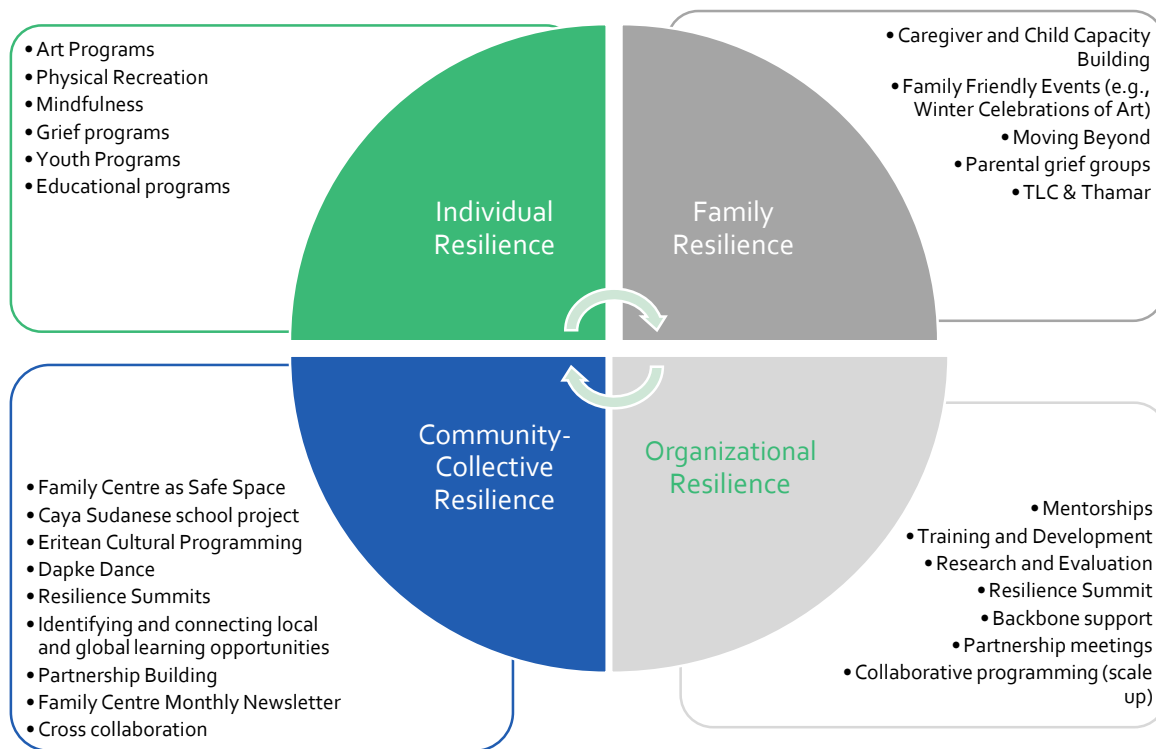 • Art Programs
• Physical Recreation
• Mindfulness
• Grief programs
• Youth Programs
• Educational programs
Individual
Resilience
• Caregiver and Child Capacity
Building
• Family Friendly Events (e.g.,
Winter Celebrations of Art)
• Moving Beyond
• Parental grief groups
• TLC & Thamar
Family
Resilience
Community-
Collective
Resilience
• Family Centre as Safe Space
• Caya Sudanese school project
• Eritean Cultural Programming
• Dapke Dance
• Resilience Summits
• Identifying and connecting local
and global learning opportunities
• Partnership Building
• Family Centre Monthly Newsletter
• Cross collaboration
Organizational
Resilience
• Mentorships
• Training and Development
• Research and Evaluation
• Resilience Summit
• Backbone support
• Partnership meetings
• Collaborative programming (scale
up)